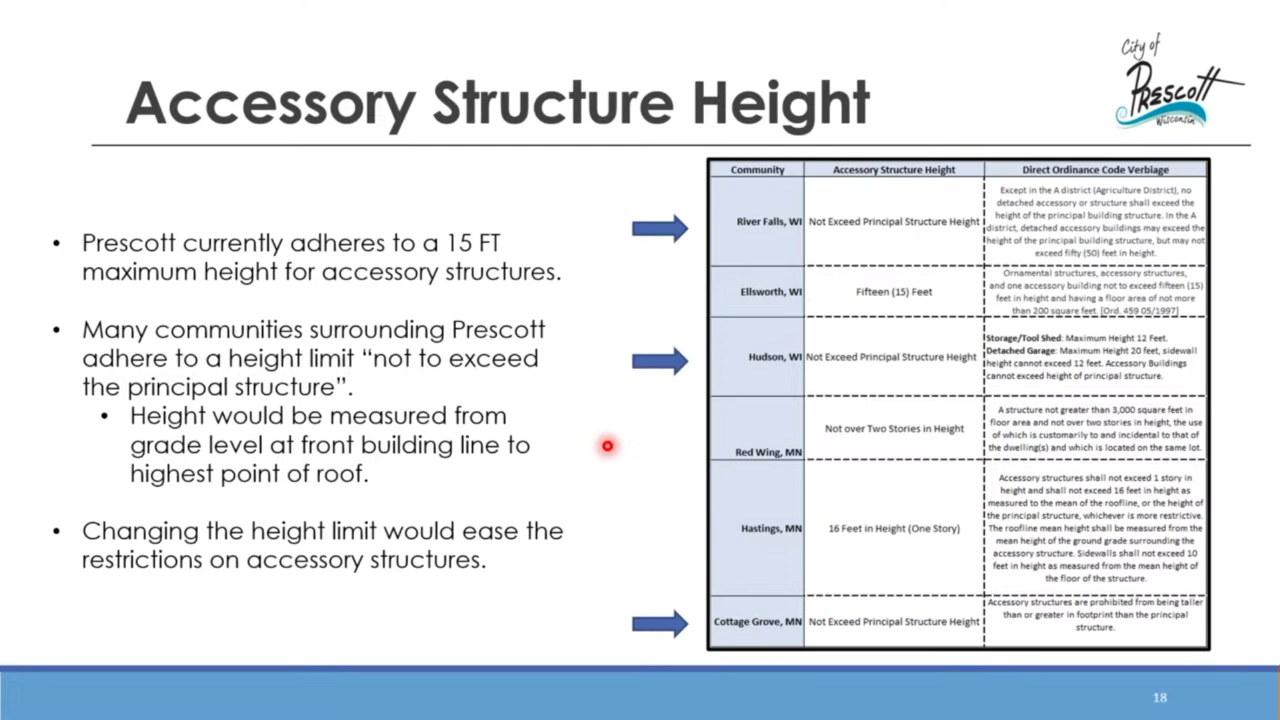 Accessory Structure Height
City of
Prescott
Wisconsin
• Prescott currently adheres to a 15 FT
maximum height for accessory structures.
• Many communities surrounding Prescott
adhere to a height limit “not to exceed
the principal structure”.
• Height would be measured from
grade level at front building line to
highest point of roof.
• Changing the height limit would ease the
restrictions on accessory structures.
Community Accessory Structure Height Direct Ordinance Code Verbiage
River Falls, WI
Not Exceed Principal Structure Height
Except in the A district (Agriculture District), no
detached accessory or structure shall exceed the
height of the principal building structure. In the A
district, detached accessory buildings may exceed the
height of the principal building structure, but may not
exceed fifty (50) feet in height.
Ellsworth, WI
Fifteen (15) Feet
Ornamental structures, accessory structures,
and one accessory building not to exceed fifteen (15)
feet in height and having a floor area of not more
than 200 square feet. [Ord. 459 05/1997]
Hudson, WI
Not Exceed Principal Structure Height
Storage/Tool Shed: Maximum Height 12 Feet.
Detached Garage: Maximum Height 20 feet, sidewall
height cannot exceed 12 feet. Accessory Buildings
cannot exceed height of principal structure.
Red Wing, MN
Not over Two Stories in Height
A structure not greater than 3,000 square feet in
floor area and not over two stories in height, the use
of which is customarily to and incidental to that of
the dwelling(s) and which is located on the same lot.
Hastings, MN
16 Feet in Height (One Story)
Accessory structures shall not exceed 1 story in
height and shall not exceed 16 feet in height as
measured to the mean of the roofline, or the height of
the principal structure, whichever is more restrictive.
The roofline mean height shall be measured from the
mean height of the ground grade surrounding the
accessory structure. Sidewalls shall not exceed 10
feet in height as measured from the mean height of
the floor of the structure.
Cottage Grove, MN
Not Exceed Principal Structure Height
Accessory structures are prohibited from being taller
than or greater in footprint than the principal
structure.
18